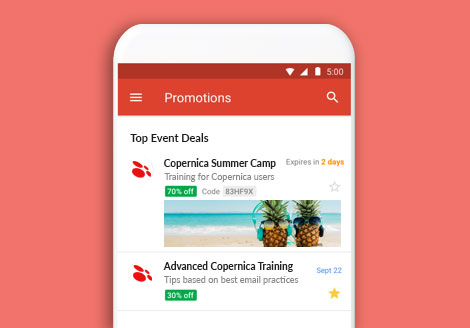 5:00
Promotions
Top Event Deals
Copernica Summer Camp Expires in 2 days
Training for Copernica users
70% off Code 83HF9X
Advanced Copernica Training Sept 22
Tips based on best email practices
30% off